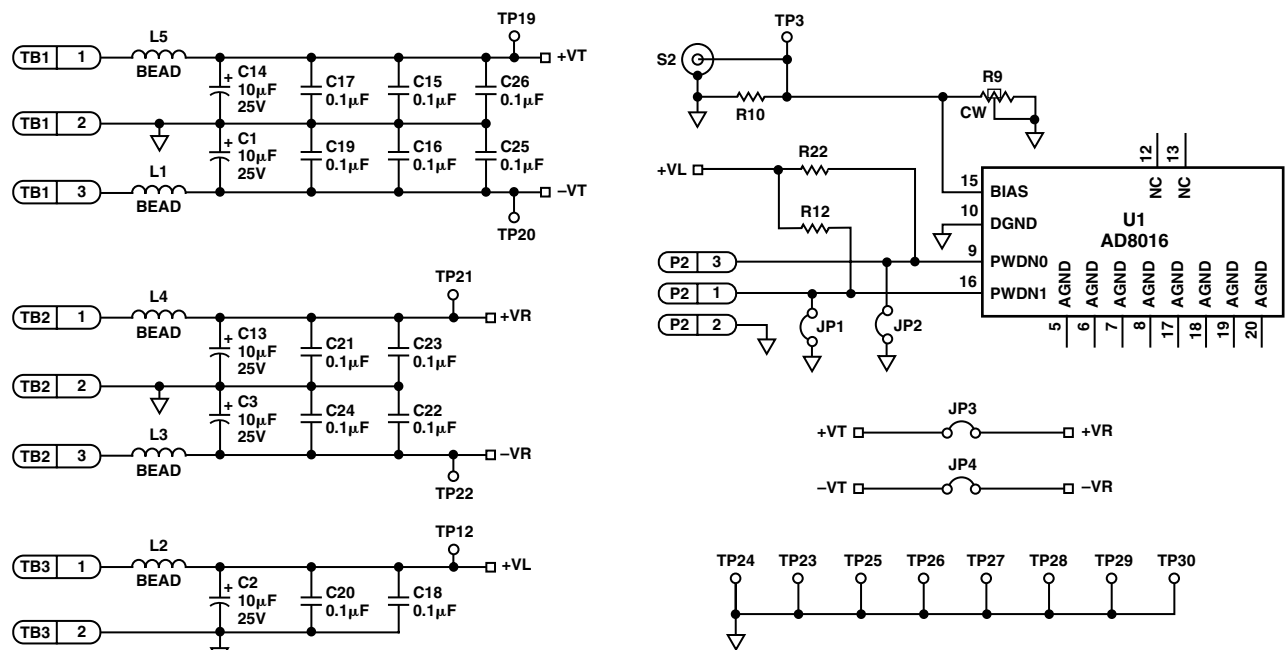 TP19
L5
TB1 1
BEAD
+VT
+ C14
10μF
25V
C17
0.1μF
C15
0.1μF
C26
0.1μF
TB1 2
+ C1
10μF
25V
C19
0.1μF
C16
0.1μF
C25
0.1μF
L1
TB1 3
BEAD
–VT
TP20
TP21
L4
TB2 1
BEAD
+VR
+ C13
10μF
25V
C21
0.1μF
C23
0.1μF
TB2 2
+ C3
10μF
25V
C24
0.1μF
C22
0.1μF
L3
TB2 3
BEAD
–VR
TP22
TP12
L2
TB3 1
BEAD
+VL
+ C2
10μF
25V
C20
0.1μF
C18
0.1μF
TB3 2
TP3
S2
R9
R10
CW
+VL
R22
R12
12
13
NC
NC
15
BIAS
10
DGND
U1
AD8016
9
PWDN0
16
PWDN1
P2 3
P2 1
P2 2
JP1
JP2
AGND
AGND
AGND
AGND
AGND
AGND
AGND
AGND
5
6
7
8
17
18
19
20
JP3
+VT
+VR
JP4
–VT
–VR
TP24 TP23 TP25 TP26 TP27 TP28 TP29 TP30